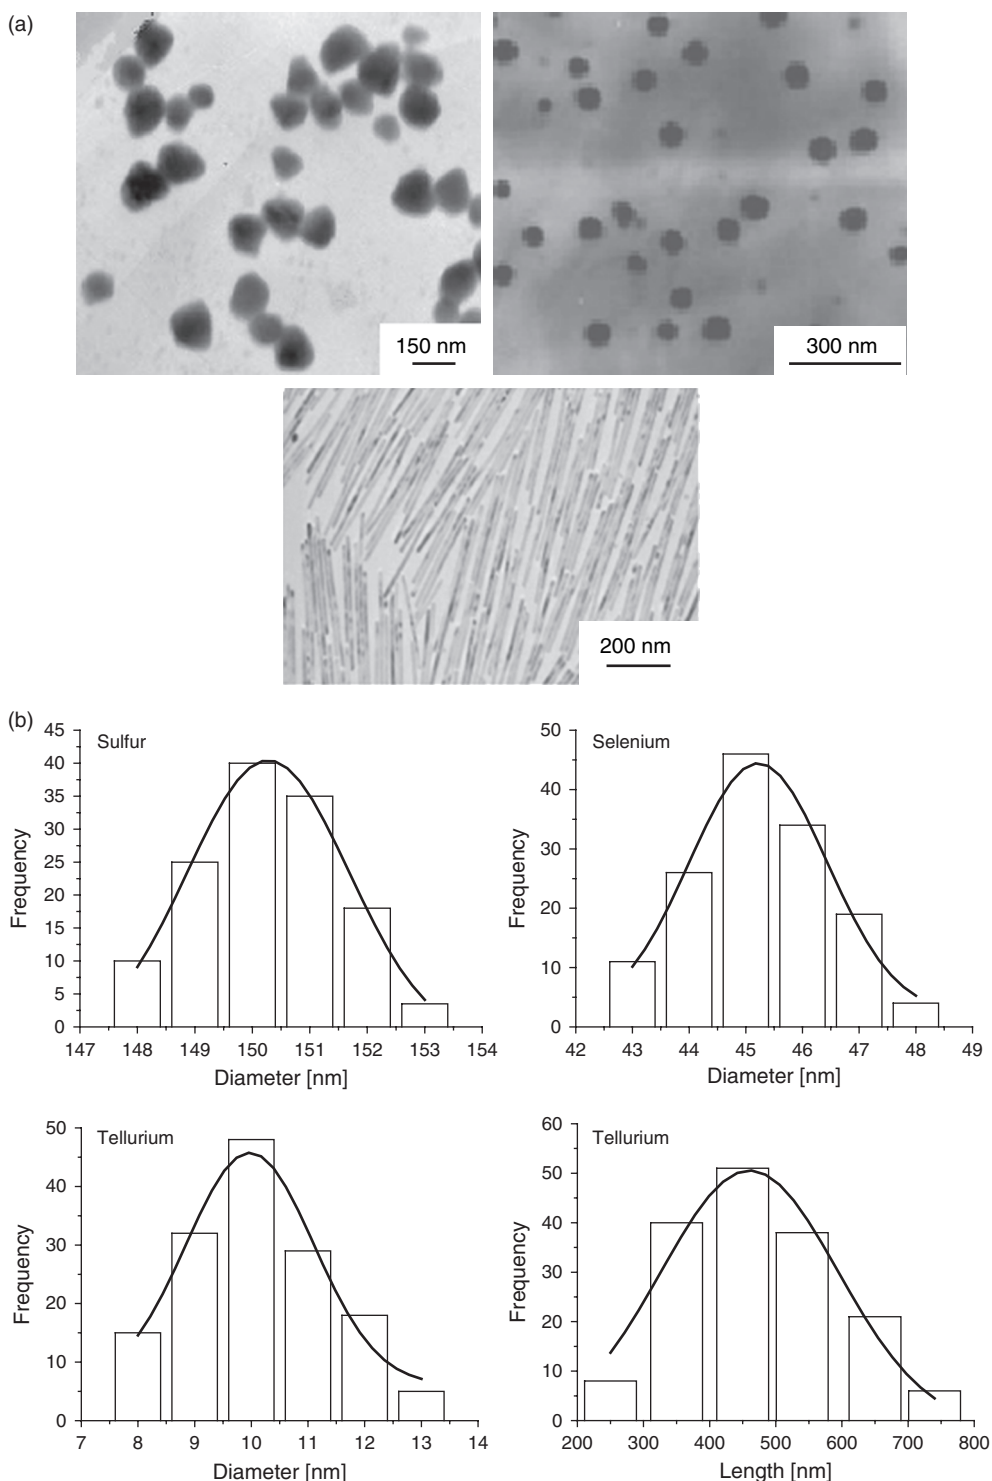 (a)
150 nm
300 nm
200 nm
(b)
45
40
35
30
25
20
15
10
5
0
Frequency
Sulfur
147 148 149 150 151 152 153 154
Diameter [nm]
50
40
30
20
10
0
Frequency
Selenium
42 43 44 45 46 47 48 49
Diameter [nm]
50
40
30
20
10
0
Frequency
Tellurium
7 8 9 10 11 12 13 14
Diameter [nm]
60
50
40
30
20
10
0
Frequency
Tellurium
200 300 400 500 600 700 800
Length [nm]